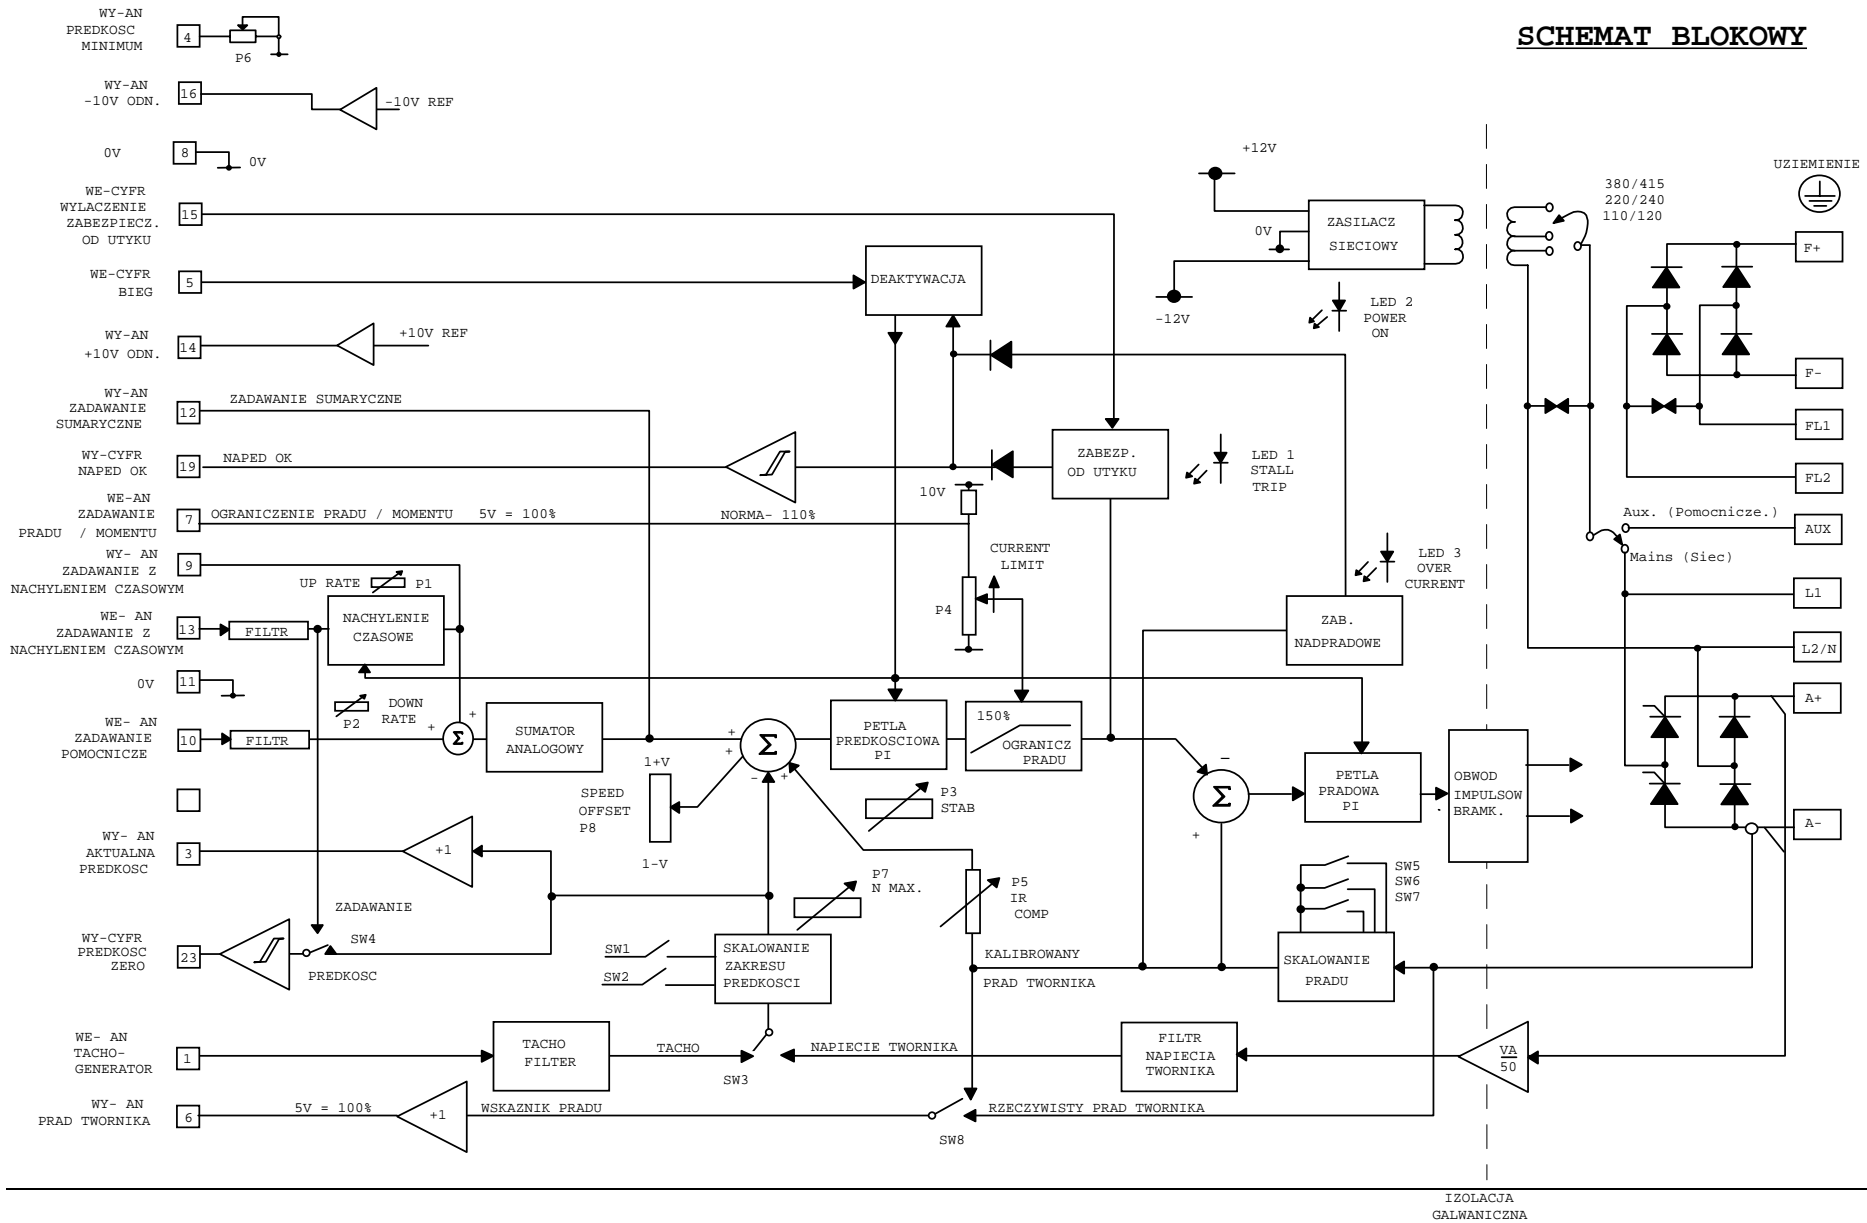 SCHEMAT BLOKOWY
WY-AN
PREDKOSC
MINIMUM
4
P6
WY-AN
-10V ODN.
16
-10V REF
0V
8
0V
WE-CYFR
WYLACZENIE
ZABEZPIECZ.
OD UTYKU
15
WE-CYFR
BIEG
5
DEAKTYWACJA
WY-AN
+10V ODN.
14
+10V REF
WY-AN
ZADAWANIE
SUMARYCZNE
12
ZADAWANIE SUMARYCZNE
WY-CYFR
NAPED OK
19
NAPED OK
ZABEZP.
OD UTYKU
LED 1
STALL
TRIP
WE-AN
ZADAWANIE
PRADU / MOMENTU
7
OGRANICZENIE PRADU / MOMENTU 5V = 100%
NORMA- 110%
10V
CURRENT
LIMIT
P4
WY- AN
ZADAWANIE Z
NACHYLENIEM CZASOWYM
9
UP RATE
P1
NACHYLENIE
CZASOWE
WE- AN
ZADAWANIE Z
NACHYLENIEM CZASOWYM
13
FILTR
0V
11
P2
DOWN
RATE
WE- AN
ZADAWANIE
POMOCNICZE
10
FILTR
+
+
Σ
SUMATOR
ANALOGOWY
+
+
-
+
Σ
PETLA
PREDKOSCIOWA
PI
150%
OGRANICZ
PRADU
1+V
SPEED
OFFSET
P8
1-V
P3
STAB
WY- AN
AKTUALNA
PREDKOSC
3
+1
P7
N MAX.
P5
IR
COMP
ZADAWANIE
WY-CYFR
PREDKOSC
ZERO
23
SW4
PREDKOSC
SW1
SW2
SKALOWANIE
ZAKRESU
PREDKOSCI
KALIBROWANY
PRAD TWORNIKA
WE- AN
TACHO-
GENERATOR
1
TACHO
FILTER
TACHO
SW3
NAPIECIE TWORNIKA
FILTR
NAPIECIA
TWORNIKA
VA
50
WY- AN
PRAD TWORNIKA
6
5V = 100%
+1
WSKAZNIK PRADU
SW8
RZECZYWISTY PRAD TWORNIKA
+12V
0V
-12V
ZASILACZ
SIECIOWY
LED 2
POWER
ON
380/415
220/240
110/120
UZIEMIENIE
F+
F-
FL1
FL2
Aux. (Pomocnicze.)
AUX
Mains (Siec)
L1
L2/N
A+
A-
LED 3
OVER
CURRENT
ZAB.
NADPRADOWE
-
Σ
+
PETLA
PRADOWA
PI
OBWOD
IMPULSOW
BRAMK.
SW5
SW6
SW7
SKALOWANIE
PRADU
IZOLACJA
GALWANICZNA